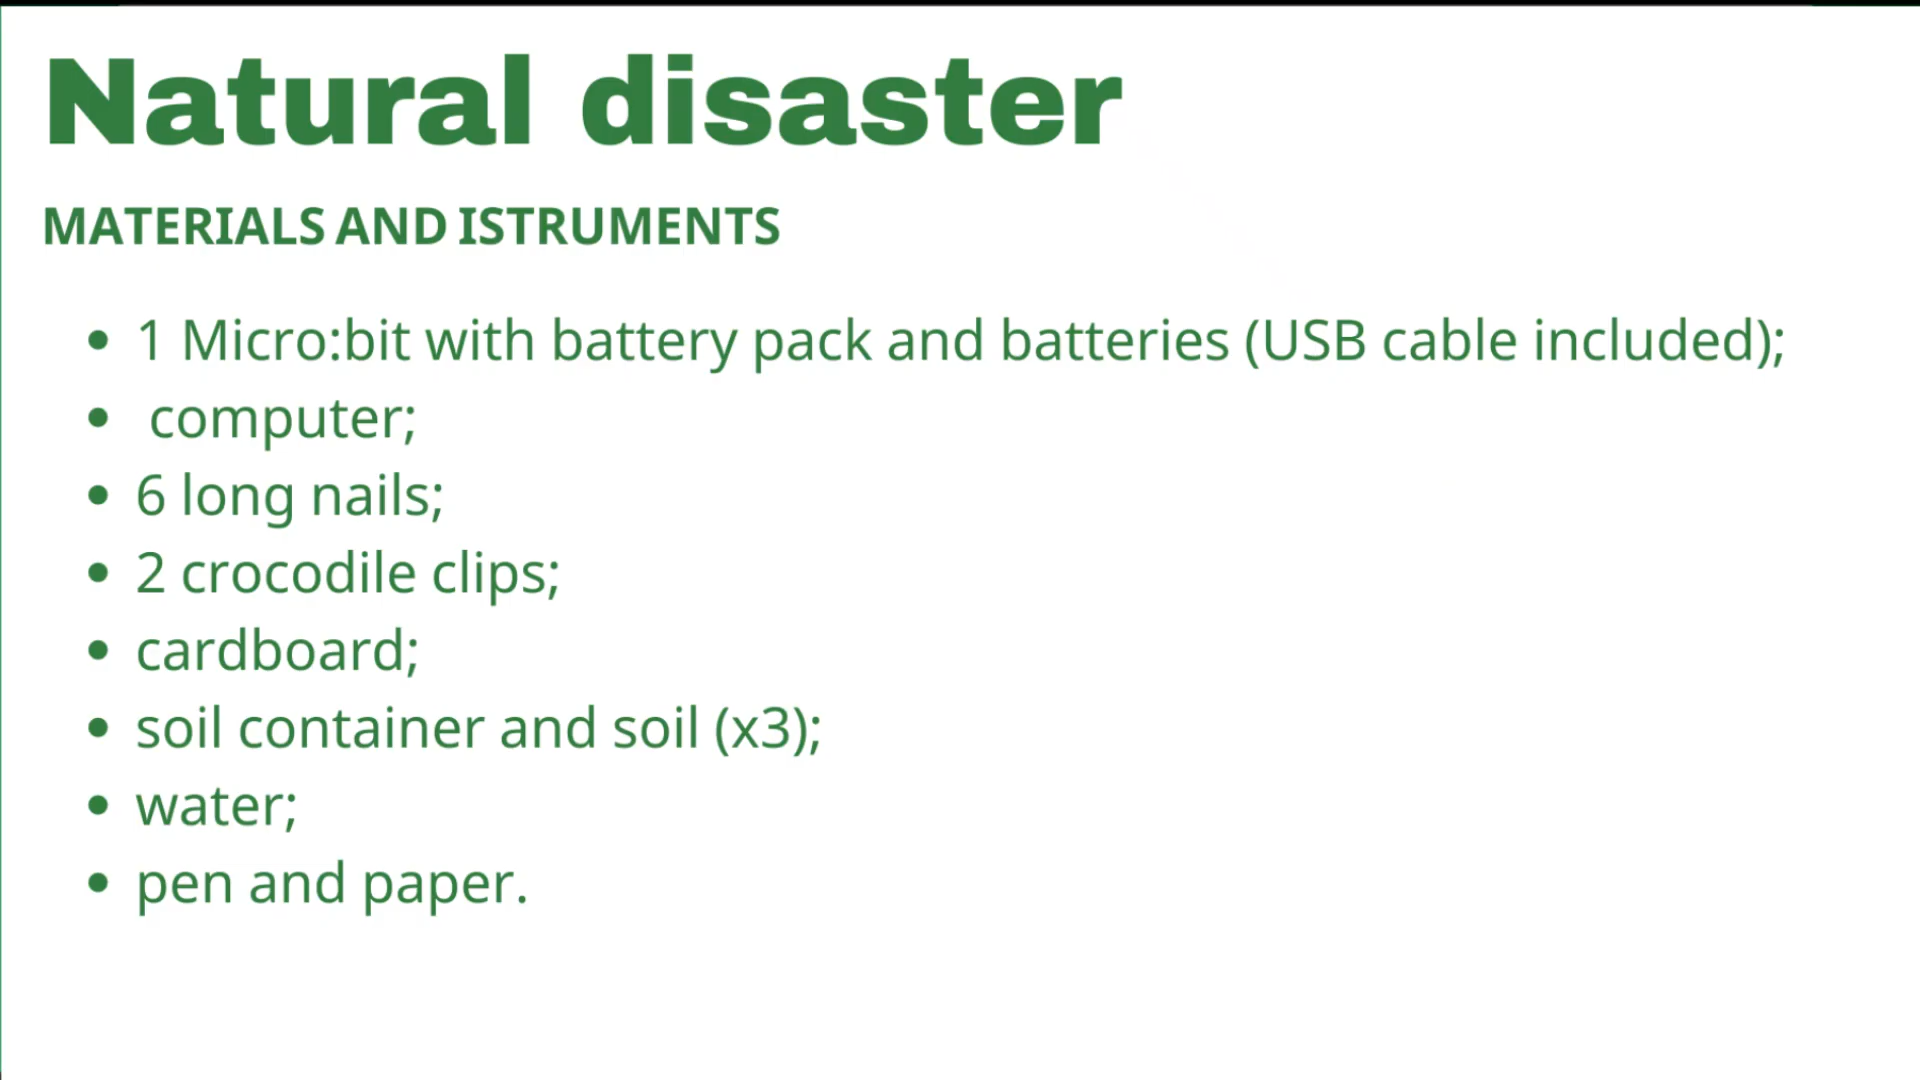 Natural disaster
MATERIALS AND ISTRUMENTS
• 1 Micro:bit with battery pack and batteries (USB cable included);
• computer;
• 6 long nails;
• 2 crocodile clips;
• cardboard;
• soil container and soil (x3);
• water;
• pen and paper.